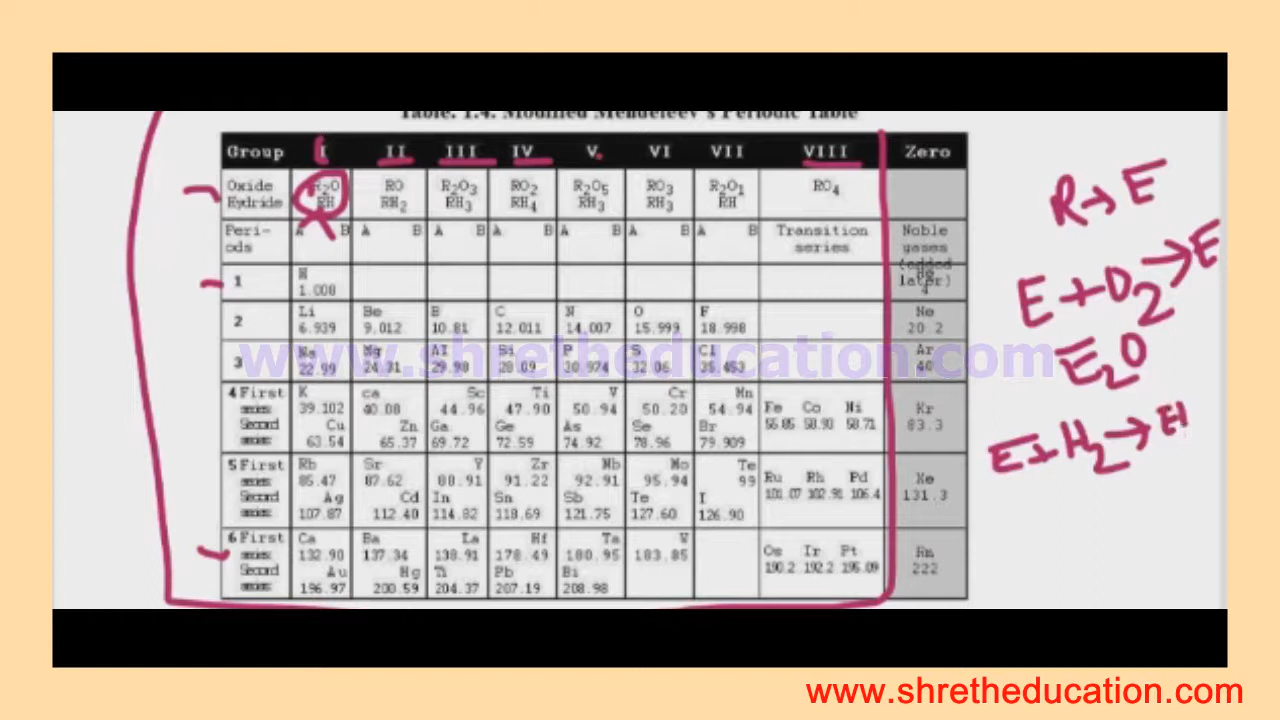 Table. 1.4. Modified Mendeleev's Periodic Table
Group I II III IV V. VI VII VIII Zero
Oxide R2O RO R2O3 RO2 R2O5 RO3 R2O1 RO4
Hydride RH RH2 RH3 RH4 RH3 RH3 RH
Peri- A B A B A B A B A B A B A B Transition Noble
ods series gases
(added
later)
1 H
1.008 4
2 Li Be B C N O F Ne
6.939 9.012 10.81 12.011 14.007 15.999 18.998 20.2
3 Na Mg Al Si P S Cl Ar
22.99 24.31 29.98 28.09 30.974 32.06 35.453 40
4 First K ca Sc Ti V Cr Mn Fe Co Ni Kr
series: 39.102 40.08 44.96 47.90 50.94 50.20 54.94 55.85 58.93 58.71 83.3
Second Cu Zn Ga Ge As Se Br
series 63.54 65.37 69.72 72.59 74.92 78.96 79.909
5 First Rb Sr Y Zr Nb Mo Te Ru Rh Pd Xe
series: 85.47 87.62 88.91 91.22 92.91 95.94 99 101.07 102.91 106.4 131.3
Second Ag Cd In Sn Sb Te I
series 107.87 112.40 114.82 118.69 121.75 127.60 126.90
6 First Ca Ba La Hf Ta W Os Ir Pt Rn
series: 132.90 137.34 138.91 178.49 180.95 183.85 190.2 192.2 195.09 222
Second Au Hg Ti Pb Bi
series 196.97 200.59 204.37 207.19 208.98
R→E
E+O2→E
E2O
E+H2→EH
www.shretheducation.com
www.shretheducation.com